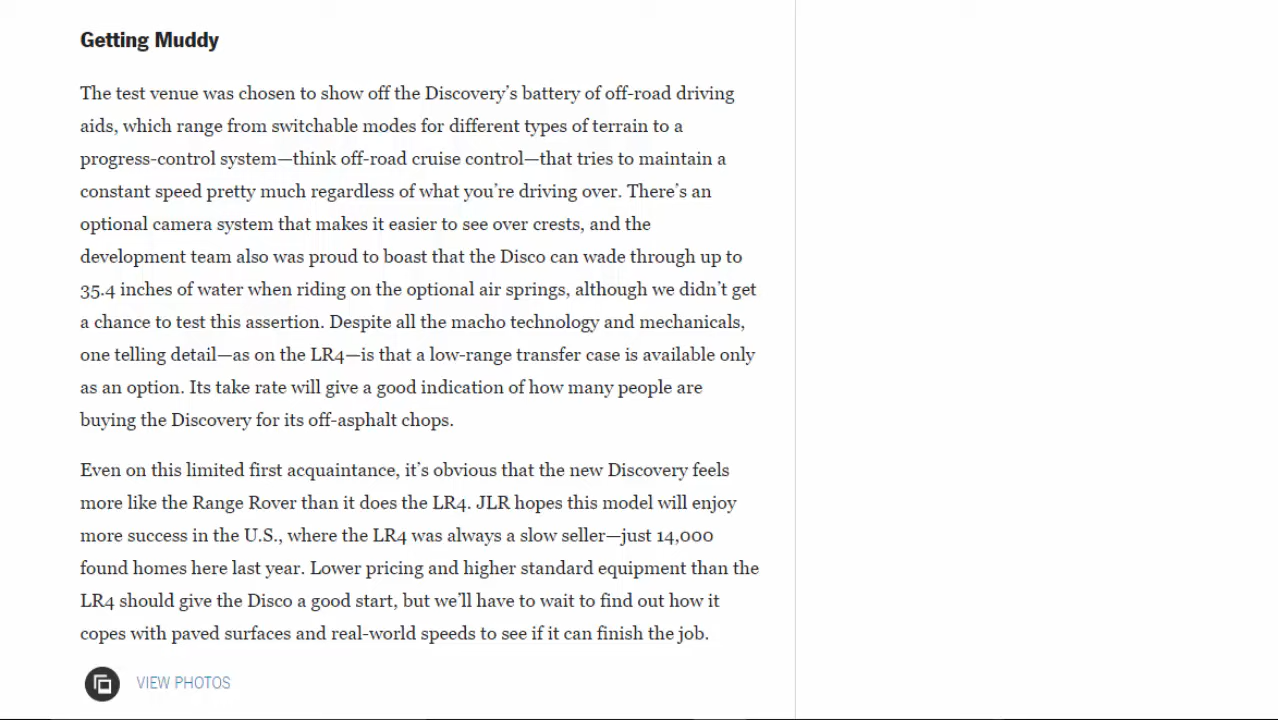 Getting Muddy
The test venue was chosen to show off the Discovery’s battery of off-road driving
aids, which range from switchable modes for different types of terrain to a
progress-control system—think off-road cruise control—that tries to maintain a
constant speed pretty much regardless of what you’re driving over. There’s an
optional camera system that makes it easier to see over crests, and the
development team also was proud to boast that the Disco can wade through up to
35.4 inches of water when riding on the optional air springs, although we didn’t get
a chance to test this assertion. Despite all the macho technology and mechanicals,
one telling detail—as on the LR4—is that a low-range transfer case is available only
as an option. Its take rate will give a good indication of how many people are
buying the Discovery for its off-asphalt chops.
Even on this limited first acquaintance, it’s obvious that the new Discovery feels
more like the Range Rover than it does the LR4. JLR hopes this model will enjoy
more success in the U.S., where the LR4 was always a slow seller—just 14,000
found homes here last year. Lower pricing and higher standard equipment than the
LR4 should give the Disco a good start, but we’ll have to wait to find out how it
copes with paved surfaces and real-world speeds to see if it can finish the job.
VIEW PHOTOS